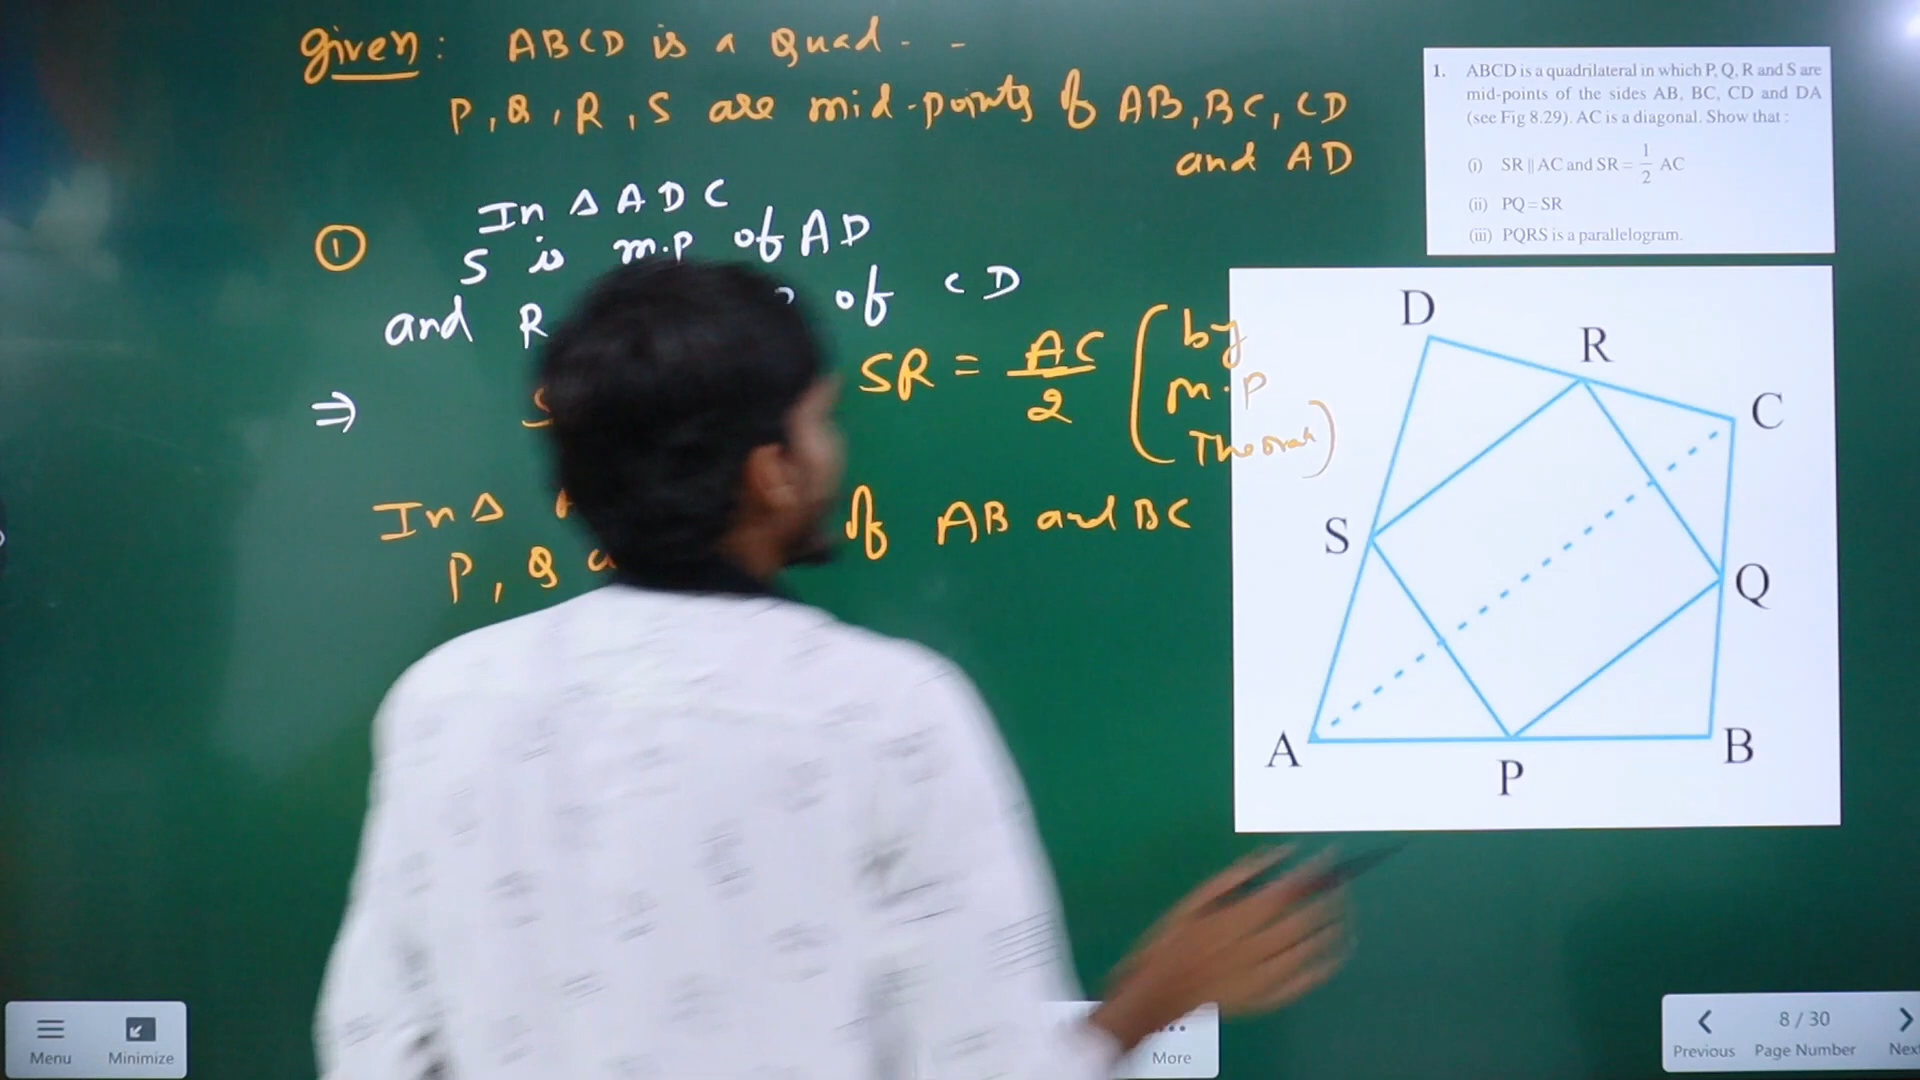 given: ABCD is a Quad - -
P, Q, R, S are mid-points of AB, BC, CD
and AD
1
In Δ ADC
S is m.p of AD
and R of CD
⇒ SR = AC/2 (by
m.p
Theorem)
In Δ
of AB and BC
P, Q
1. ABCD is a quadrilateral in which P, Q, R and S are
mid-points of the sides AB, BC, CD and DA
(see Fig 8.29). AC is a diagonal. Show that :
(i) SR || AC and SR = 1/2 AC
(ii) PQ = SR
(iii) PQRS is a parallelogram.
D
R
C
S
Q
A
P
B
Menu
Minimize
More
8 / 30
Previous
Page Number